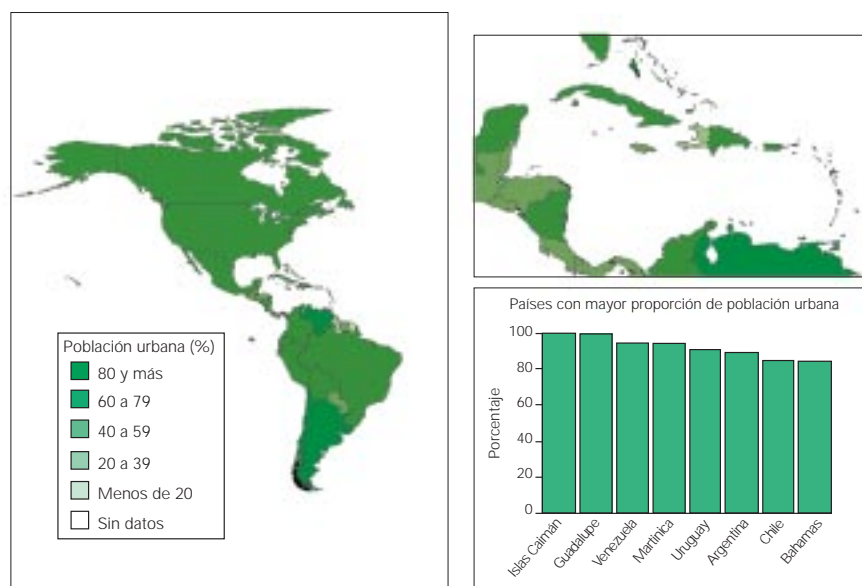 Población urbana (%)
80 y más
60 a 79
40 a 59
20 a 39
Menos de 20
Sin datos
Países con mayor proporción de población urbana
Porcentaje
100
80
60
40
20
0
Islas Caimán
Guadalupe
Venezuela
Martinica
Uruguay
Argentina
Chile
Bahamas